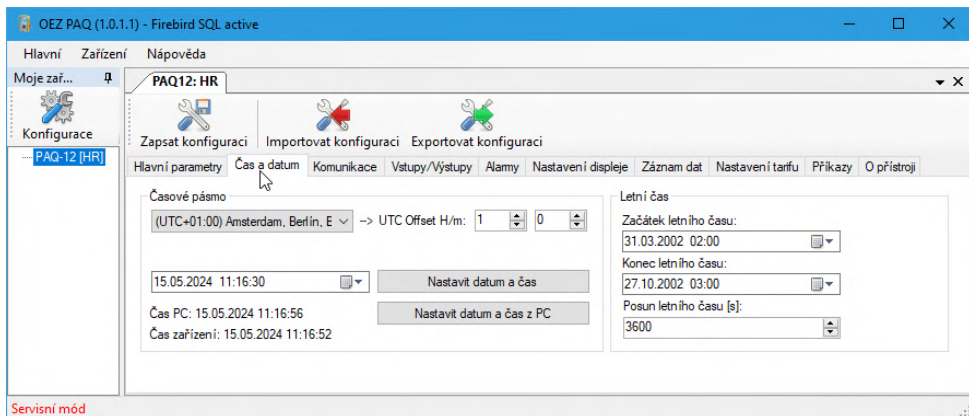 OEZ PAQ (1.0.1.1) - Firebird SQL active
Hlavní Zařízení Nápověda
Moje zař...
PAQ12: HR
Konfigurace
PAQ-12 [HR]
Zapsat konfiguraci Importovat konfiguraci Exportovat konfiguraci
Hlavní parametry Čas a datum Komunikace Vstupy/Výstupy Alarmy Nastavení displeje Záznam dat Nastavení tarifu Příkazy O přístroji
Časové pásmo
(UTC+01:00) Amsterdam, Berlín, E --> UTC Offset H/m: 1 0
15.05.2024 11:16:30 Nastavit datum a čas
Čas PC: 15.05.2024 11:16:56 Nastavit datum a čas z PC
Čas zařízení: 15.05.2024 11:16:52
Letní čas
Začátek letního času:
31.03.2002 02:00
Konec letního času:
27.10.2002 03:00
Posun letního času [s]:
3600
Servisní mód